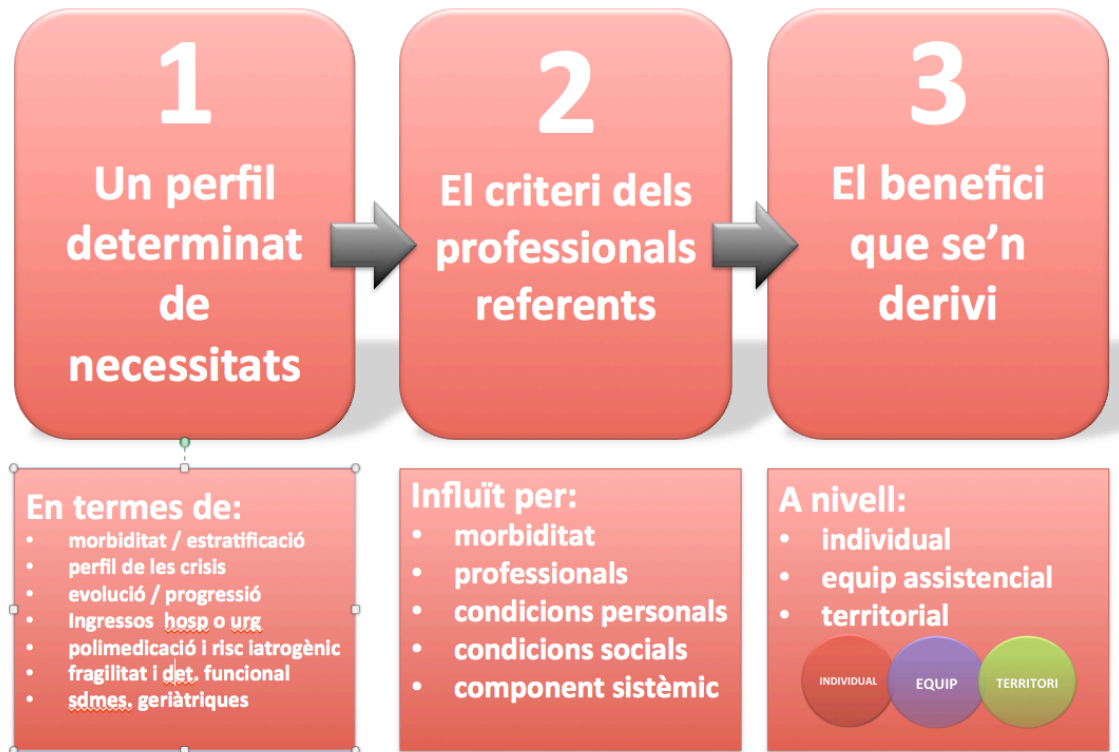 1
Un perfil
determinat
de
necessitats
2
El criteri dels
professionals
referents
3
El benefici
que se’n
derivi
En termes de:
• morbiditat / estratificació
• perfil de les crisis
• evolució / progressió
• Ingressos hosp o urg
• polimedicació i risc iatrogènic
• fragilitat i det. funcional
• sdmes. geriàtriques
Influït per:
• morbiditat
• professionals
• condicions personals
• condicions socials
• component sistèmic
A nivell:
• individual
• equip assistencial
• territorial
INDIVIDUAL
EQUIP
TERRITORI